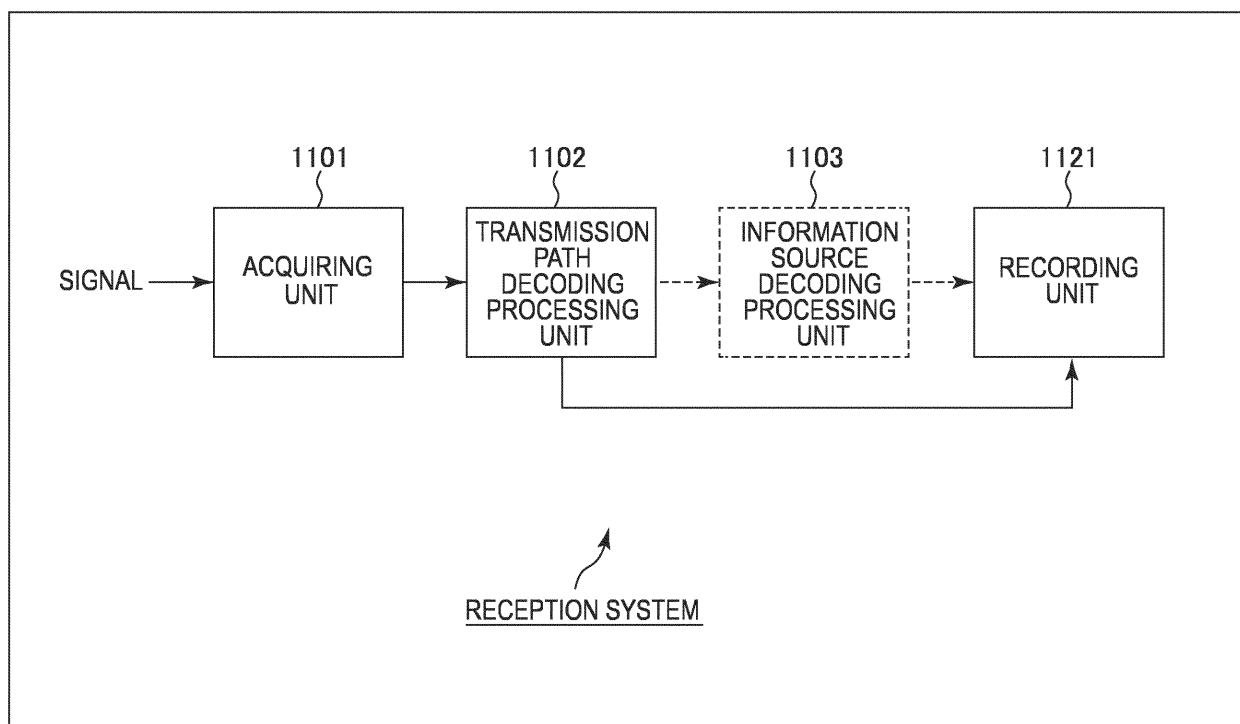 1101
1102
1103
1121
SIGNAL
ACQUIRING
UNIT
TRANSMISSION
PATH
DECODING
PROCESSING
UNIT
INFORMATION
SOURCE
DECODING
PROCESSING
UNIT
RECORDING
UNIT
RECEPTION SYSTEM